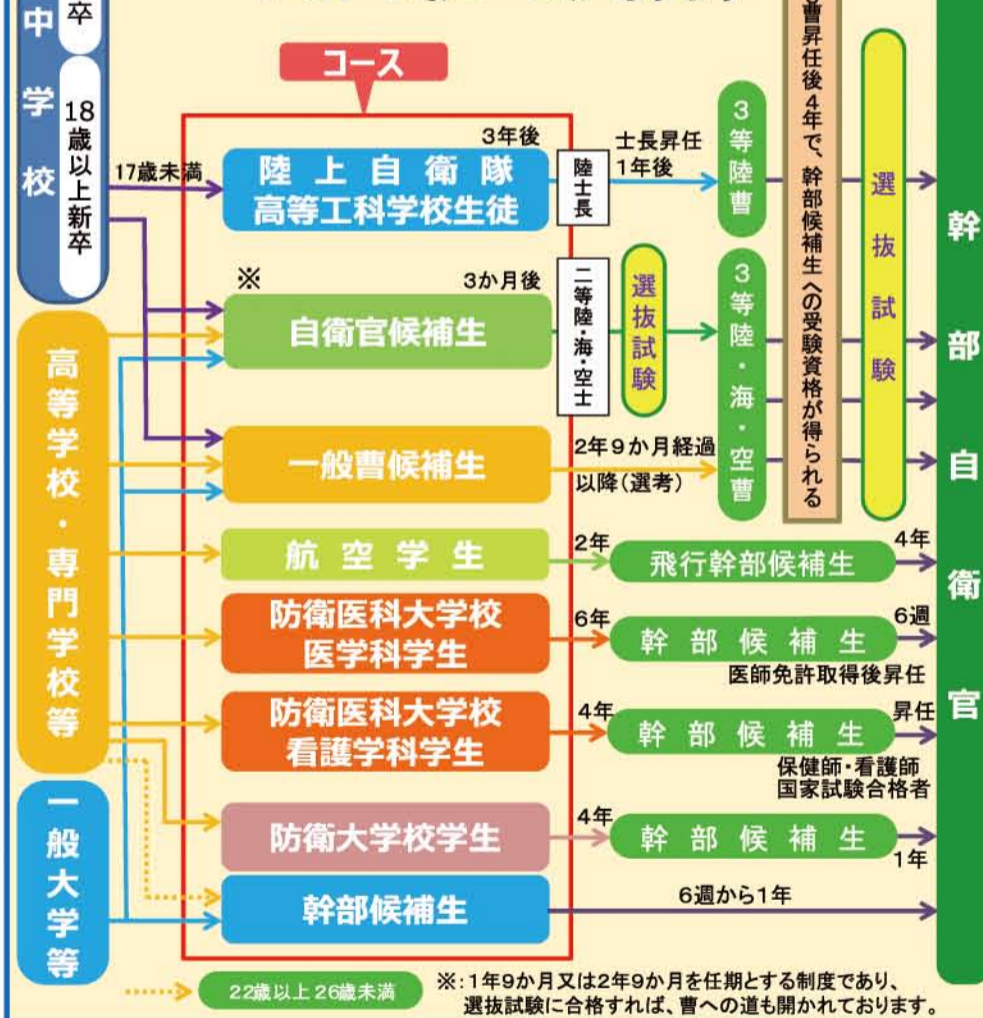 中学校
卒
18歳以上新卒
高等学校・専門学校等
一般大学等
コース
17歳未満
3年後
陸上自衛隊
高等工科学校生徒
陸士長
士長昇任
1年後
3等陸曹
※
3か月後
自衛官候補生
二等陸・海・空士
選抜試験
3等陸・海・空曹
一般曹候補生
2年9か月経過
以降(選考)
曹昇任後4年で、幹部候補生への受験資格が得られる
選抜試験
幹部自衛官
航空学生
2年
飛行幹部候補生
4年
防衛医科大学校
医学科学生
6年
幹部候補生
6週
医師免許取得後昇任
防衛医科大学校
看護学科学生
4年
幹部候補生
昇任
保健師・看護師
国家試験合格者
防衛大学校学生
4年
幹部候補生
1年
幹部候補生
6週から1年
22歳以上26歳未満
※:1年9か月又は2年9か月を任期とする制度であり、
選抜試験に合格すれば、曹への道も開かれております。